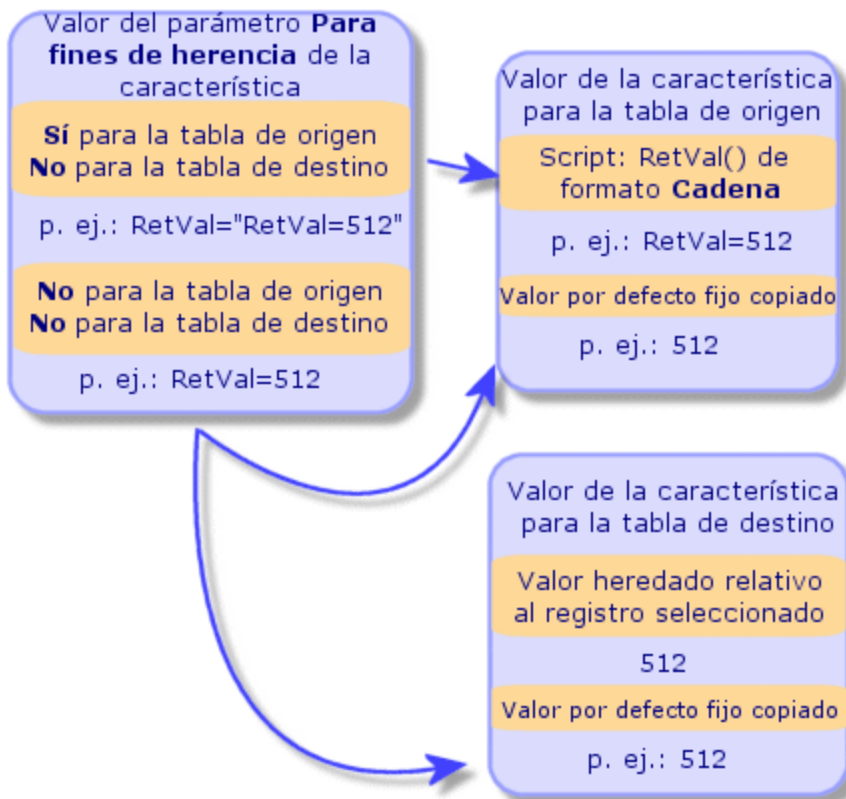 Valor del parámetro Para
fines de herencia de la
característica
Sí para la tabla de origen
No para la tabla de destino
p. ej.: RetVal="RetVal=512"
No para la tabla de origen
No para la tabla de destino
p. ej.: RetVal=512
Valor de la característica
para la tabla de origen
Script: RetVal() de
formato Cadena
p. ej.: RetVal=512
Valor por defecto fijo copiado
p. ej.: 512
Valor de la característica
para la tabla de destino
Valor heredado relativo
al registro seleccionado
512
Valor por defecto fijo copiado
p. ej.: 512